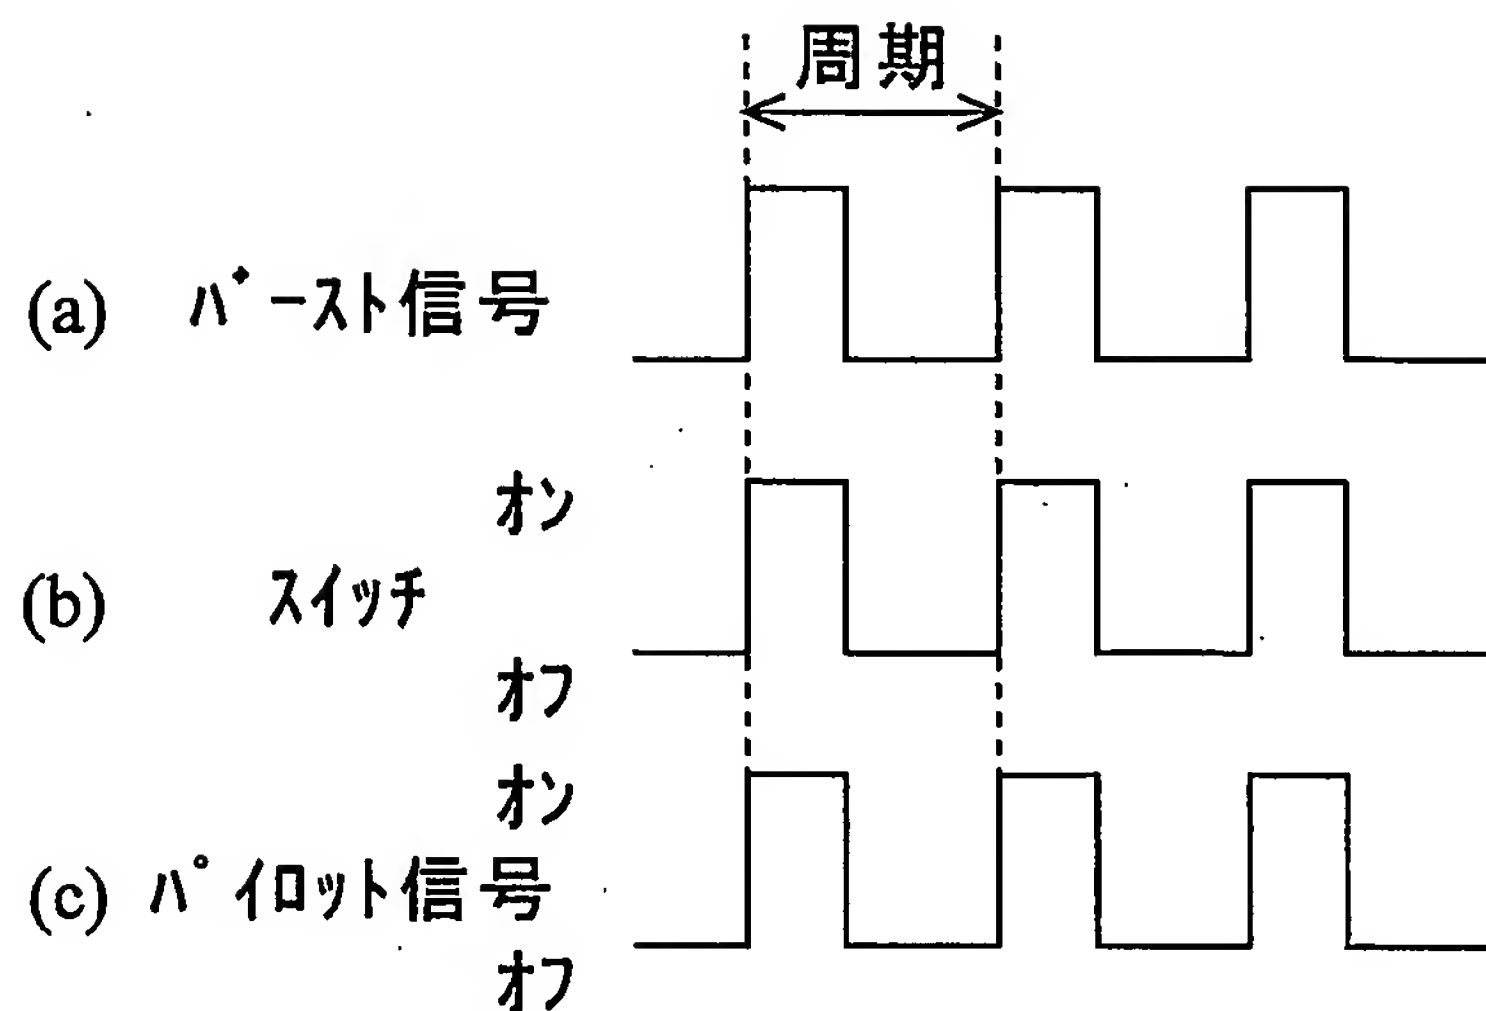 周期
(a) ﾊﾞｰｽﾄ信号
オン
(b) スイッチ
オフ
オン
(c) ﾊﾟｲﾛｯﾄ信号
オフ